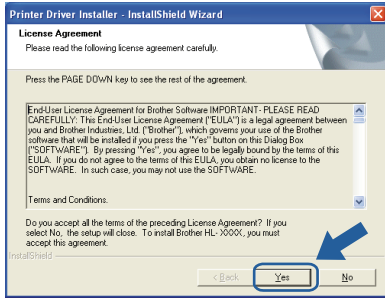 Printer Driver Installer - InstallShield Wizard
License Agreement
Please read the following license agreement carefully.
Press the PAGE DOWN key to see the rest of the agreement.
End-User License Agreement for Brother Software IMPORTANT- PLEASE READ
CAREFULLY: This End-User License Agreement ("EULA") is a legal agreement between
you and Brother Industries, Ltd. ("Brother"), which governs your use of the Brother
software that will be installed if you press the "Yes" button on this Dialog Box
("SOFTWARE"). By pressing "Yes", you agree to be legally bound by the terms of this
EULA. If you do not agree to the terms of this EULA, you obtain no license to the
SOFTWARE. In such case, you may not use the SOFTWARE.
Terms and Conditions.
Do you accept all the terms of the preceding License Agreement? If you
select No, the setup will close. To install Brother HL- XXXX, you must
accept this agreement.
InstallShield
< Back Yes No